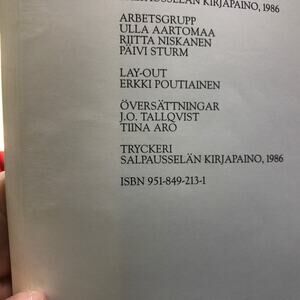 SALPAUSSELÄN KIRJAPAINO, 1986
ARBETSGRUPP
ULLA AARTOMAA
RIITTA NISKANEN
PÄIVI STURM
LAY-OUT
ERKKI POUTIAINEN
ÖVERSÄTTNINGAR
J.O. TALLQVIST
TIINA ARO
TRYCKERI
SALPAUSSELÄN KIRJAPAINO, 1986
ISBN 951-849-213-1